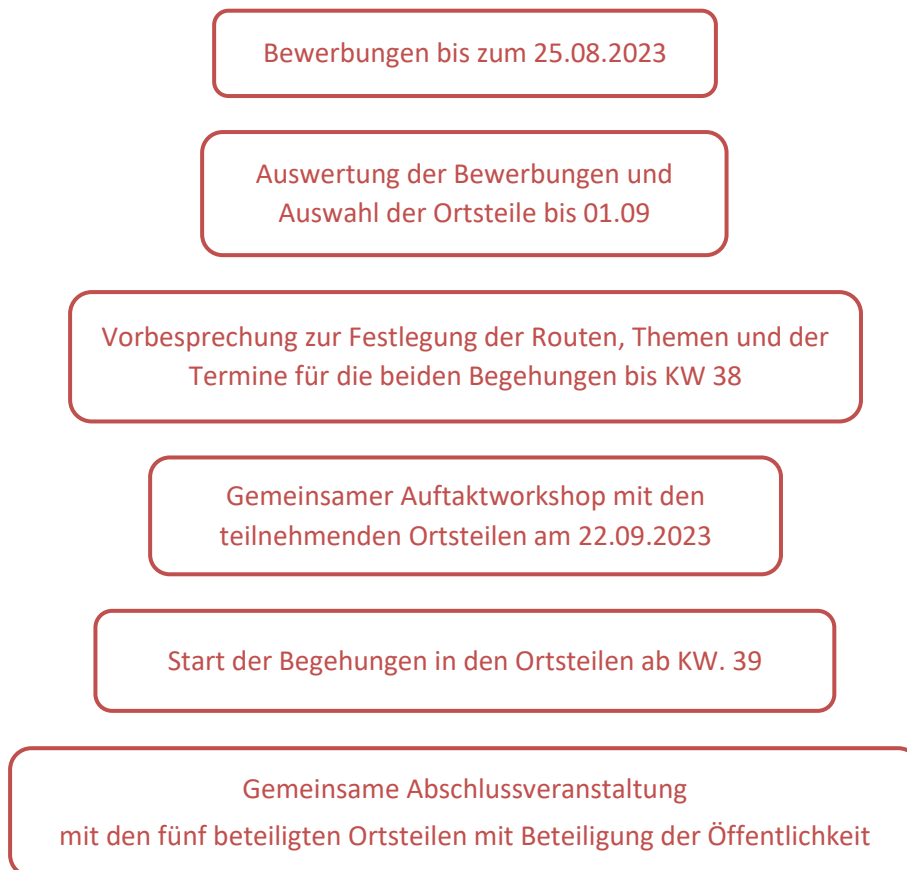 Bewerbungen bis zum 25.08.2023
Auswertung der Bewerbungen und
Auswahl der Ortsteile bis 01.09
Vorbesprechung zur Festlegung der Routen, Themen und der
Termine für die beiden Begehungen bis KW 38
Gemeinsamer Auftaktworkshop mit den
teilnehmenden Ortsteilen am 22.09.2023
Start der Begehungen in den Ortsteilen ab KW. 39
Gemeinsame Abschlussveranstaltung
mit den fünf beteiligten Ortsteilen mit Beteiligung der Öffentlichkeit